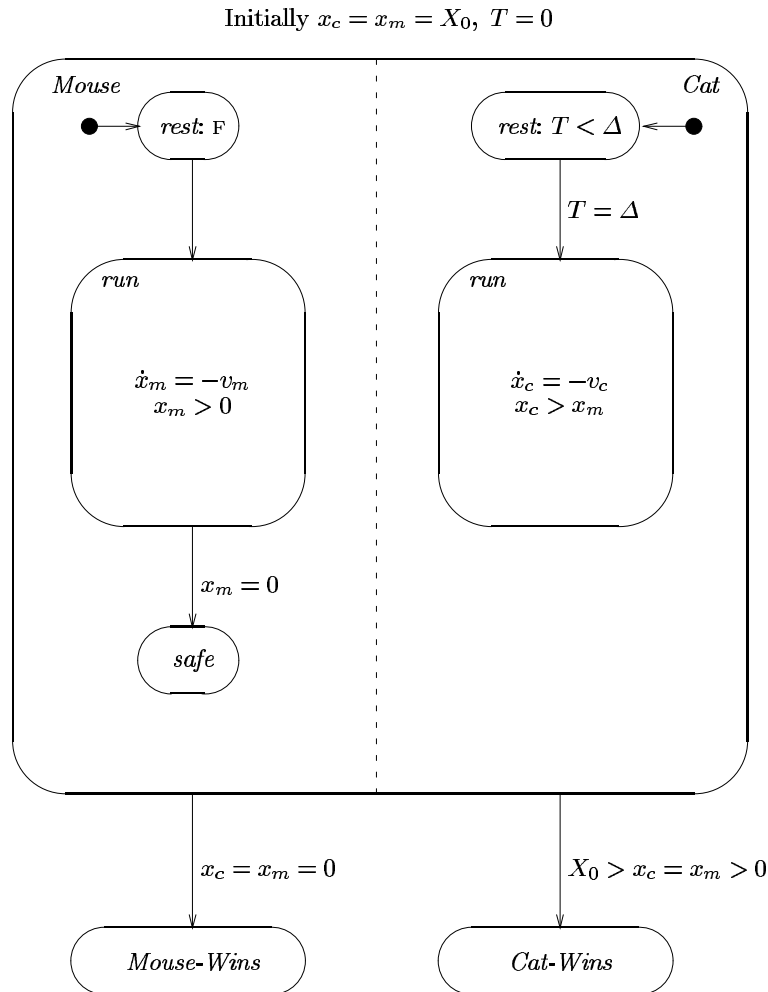 Initially x_c = x_m = X_0, T = 0
Mouse
Cat
rest: F
rest: T < Δ
T = Δ
run
run
ẋ_m = −v_m
x_m > 0
ẋ_c = −v_c
x_c > x_m
x_m = 0
safe
x_c = x_m = 0
X_0 > x_c = x_m > 0
Mouse-Wins
Cat-Wins